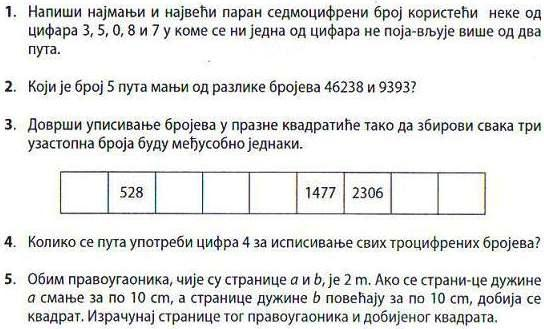 1. Напиши најмањи и највећи паран седмоцифрени број користећи неке од
цифара 3, 5, 0, 8 и 7 у коме се ни једна од цифара не поја-вљује више од два
пута.
2. Који је број 5 пута мањи од разлике бројева 46238 и 9393?
3. Доврши уписивање бројева у празне квадратиће тако да збирови свака три
узастопна броја буду међусобно једнаки.
528 1477 2306
4. Колико се пута употреби цифра 4 за исписивање свих троцифрених бројева?
5. Обим правоугаоника, чије су странице a и b, је 2 m. Ако се страни-це дужине
a смање за по 10 cm, а странице дужине b повећају за по 10 cm, добија се
квадрат. Израчунај странице тог правоугаоника и добијеног квадрата.